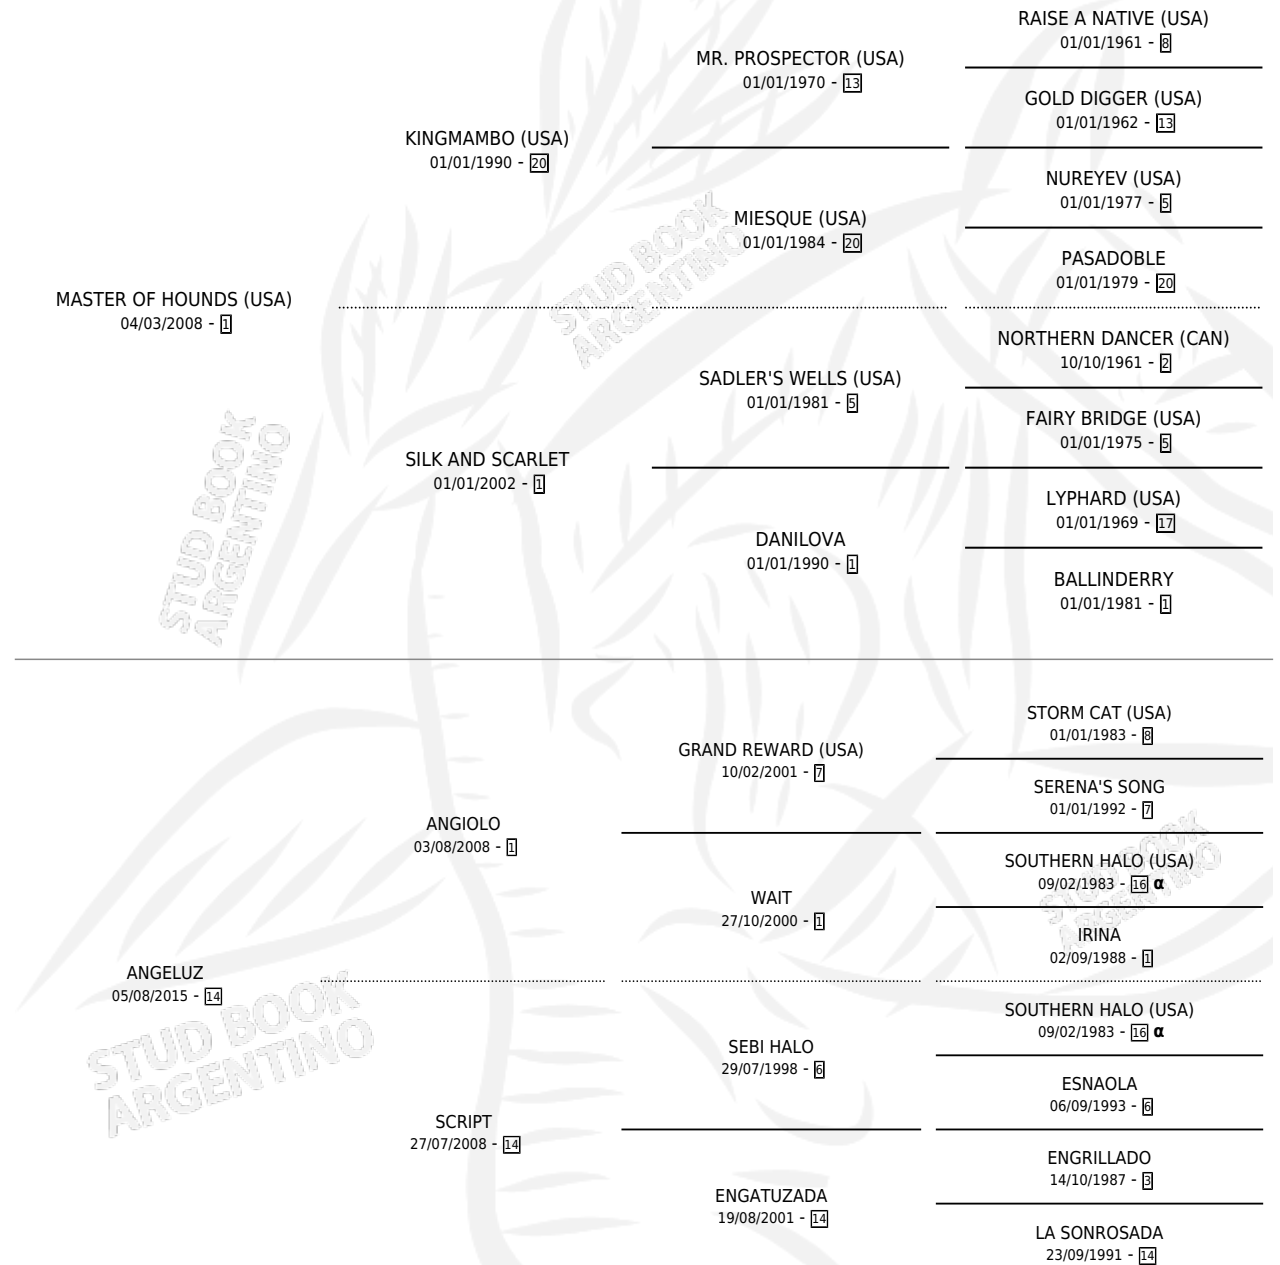 RAISE A NATIVE (USA)
01/01/1961 - 8
MR. PROSPECTOR (USA)
01/01/1970 - 13
GOLD DIGGER (USA)
01/01/1962 - 13
KINGMAMBO (USA)
01/01/1990 - 20
NUREYEV (USA)
01/01/1977 - 5
MIESQUE (USA)
01/01/1984 - 20
PASADOBLE
01/01/1979 - 20
MASTER OF HOUNDS (USA)
04/03/2008 - 1
NORTHERN DANCER (CAN)
10/10/1961 - 2
SADLER'S WELLS (USA)
01/01/1981 - 5
FAIRY BRIDGE (USA)
01/01/1975 - 5
SILK AND SCARLET
01/01/2002 - 1
LYPHARD (USA)
01/01/1969 - 17
DANILOVA
01/01/1990 - 1
BALLINDERRY
01/01/1981 - 1
STORM CAT (USA)
01/01/1983 - 8
GRAND REWARD (USA)
10/02/2001 - 7
SERENA'S SONG
01/01/1992 - 7
ANGIOLO
03/08/2008 - 1
SOUTHERN HALO (USA)
09/02/1983 - 16 α
WAIT
27/10/2000 - 1
IRINA
02/09/1988 - 1
ANGELUZ
05/08/2015 - 14
SOUTHERN HALO (USA)
09/02/1983 - 16 α
SEBI HALO
29/07/1998 - 6
ESNAOLA
06/09/1993 - 6
SCRIPT
27/07/2008 - 14
ENGRILLADO
14/10/1987 - 3
ENGATUZADA
19/08/2001 - 14
LA SONROSADA
23/09/1991 - 14
STUD BOOK
ARGENTINO
STUD BOOK
ARGENTINO
STUD BOOK
ARGENTINO
STUD BOOK
ARGENTINO